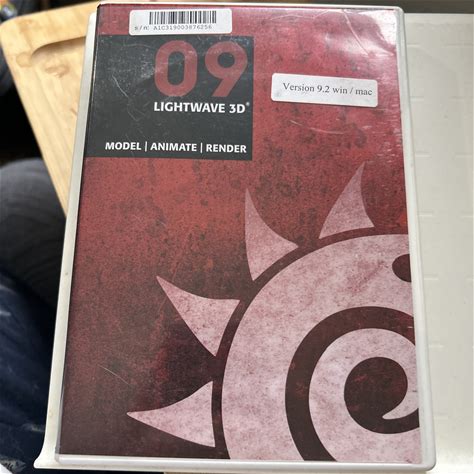 S/N: A1C319003876256
09
LIGHTWAVE 3D®
MODEL | ANIMATE | RENDER
Version 9.2 win / mac